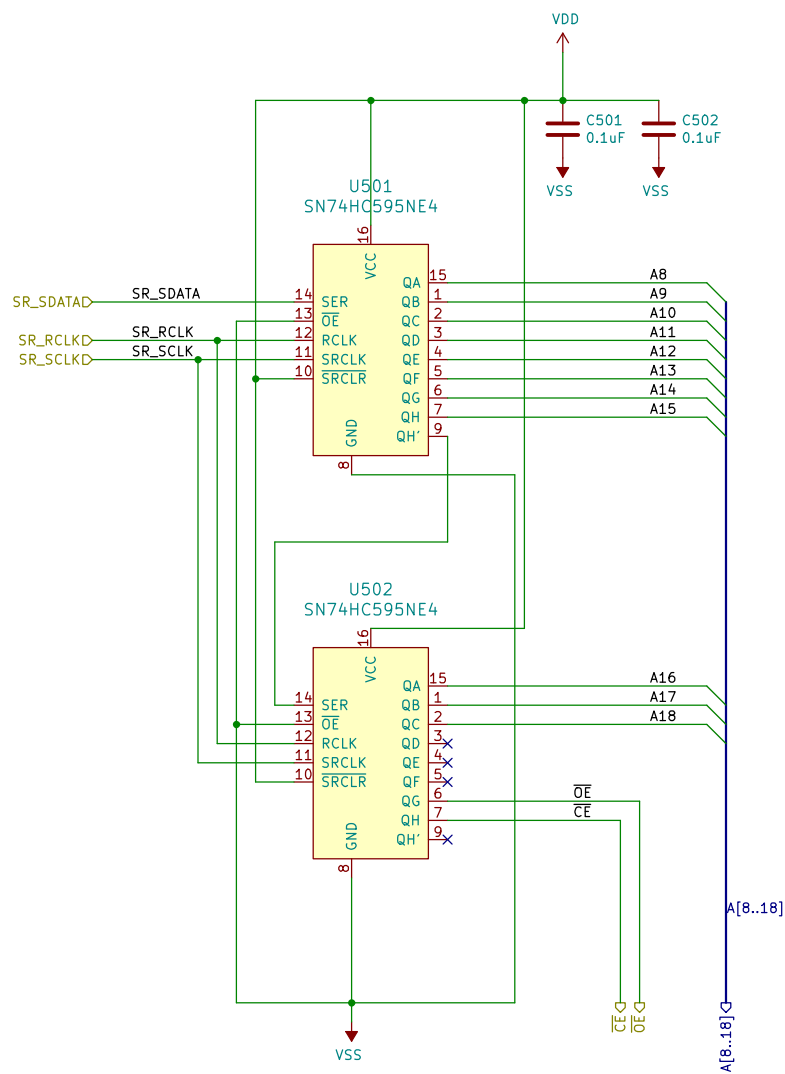 VDD
C501
0.1uF
C502
0.1uF
VSS
VSS
U501
SN74HC595NE4
16
VCC
SR_SDATA
SR_SDATA
14
SER
13
OE
SR_RCLK
SR_RCLK
12
RCLK
SR_SCLK
SR_SCLK
11
SRCLK
10
SRCLR
QA
15
A8
QB
1
A9
QC
2
A10
QD
3
A11
QE
4
A12
QF
5
A13
QG
6
A14
QH
7
A15
QH'
9
GND
8
U502
SN74HC595NE4
16
VCC
14
SER
13
OE
12
RCLK
11
SRCLK
10
SRCLR
QA
15
A16
QB
1
A17
QC
2
A18
QD
3
QE
4
QF
5
QG
6
OE
QH
7
CE
QH'
9
GND
8
A[8..18]
VSS
CE
OE
A[8..18]